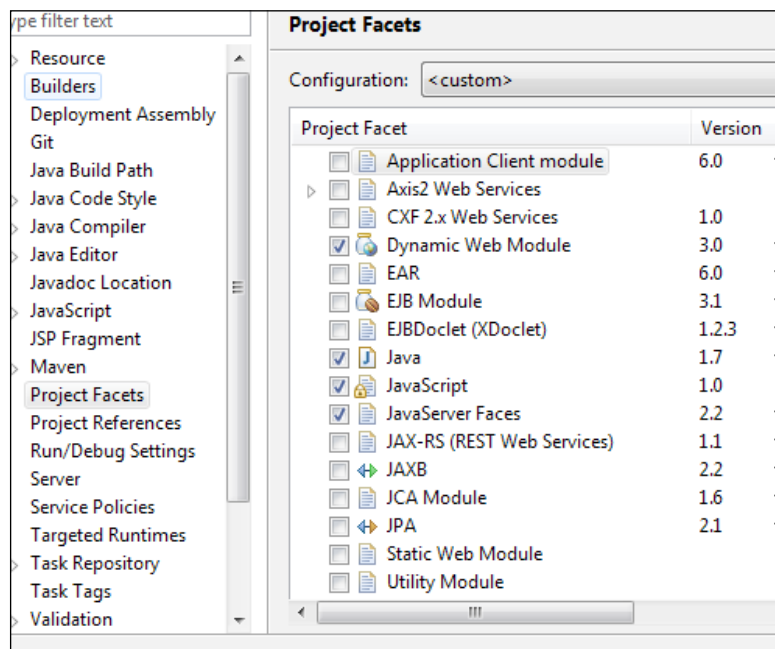 ype filter text
Resource
Builders
Deployment Assembly
Git
Java Build Path
Java Code Style
Java Compiler
Java Editor
Javadoc Location
JavaScript
JSP Fragment
Maven
Project Facets
Project References
Run/Debug Settings
Server
Service Policies
Targeted Runtimes
Task Repository
Task Tags
Validation
Project Facets
Configuration: <custom>
Project Facet Version
Application Client module 6.0
Axis2 Web Services
CXF 2.x Web Services 1.0
Dynamic Web Module 3.0
EAR 6.0
EJB Module 3.1
EJBDoclet (XDoclet) 1.2.3
Java 1.7
JavaScript 1.0
JavaServer Faces 2.2
JAX-RS (REST Web Services) 1.1
JAXB 2.2
JCA Module 1.6
JPA 2.1
Static Web Module
Utility Module